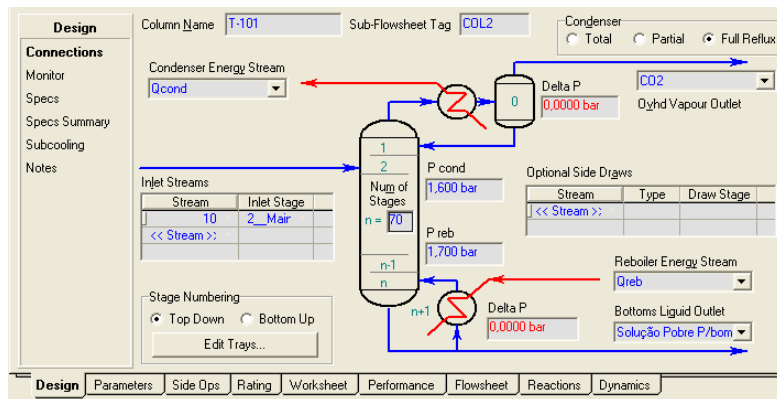 Design
Connections
Monitor
Specs
Specs Summary
Subcooling
Notes
Column Name T-101 Sub-Flowsheet Tag COL2
Condenser
Total Partial Full Reflux
Condenser Energy Stream
Qcond
0
Delta P
0,0000 bar
CO2
Ovhd Vapour Outlet
1
2
Num of
Stages
n = 70
n-1
n
n+1
P cond
1,600 bar
P reb
1,700 bar
Inlet Streams
Stream Inlet Stage
10 2__Mair
<< Stream >>
Optional Side Draws
Stream Type Draw Stage
<< Stream >>
Stage Numbering
Top Down Bottom Up
Edit Trays...
Delta P
0,0000 bar
Reboiler Energy Stream
Qreb
Bottoms Liquid Outlet
Solução Pobre P/bom
Design Parameters Side Ops Rating Worksheet Performance Flowsheet Reactions Dynamics